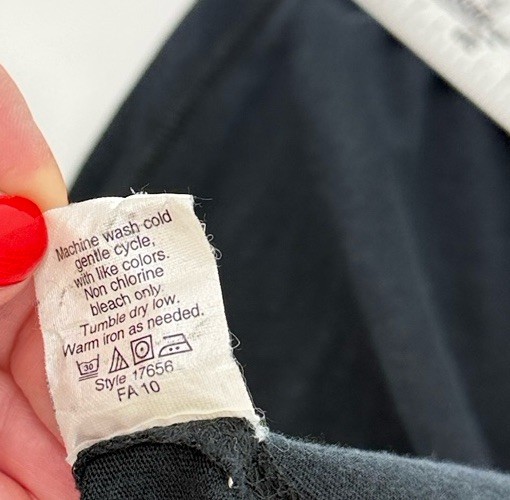 Machine wash cold
gentle cycle,
with like colors.
Non chlorine
bleach only.
Tumble dry low.
Warm iron as needed.
30
Style 17656
FA 10